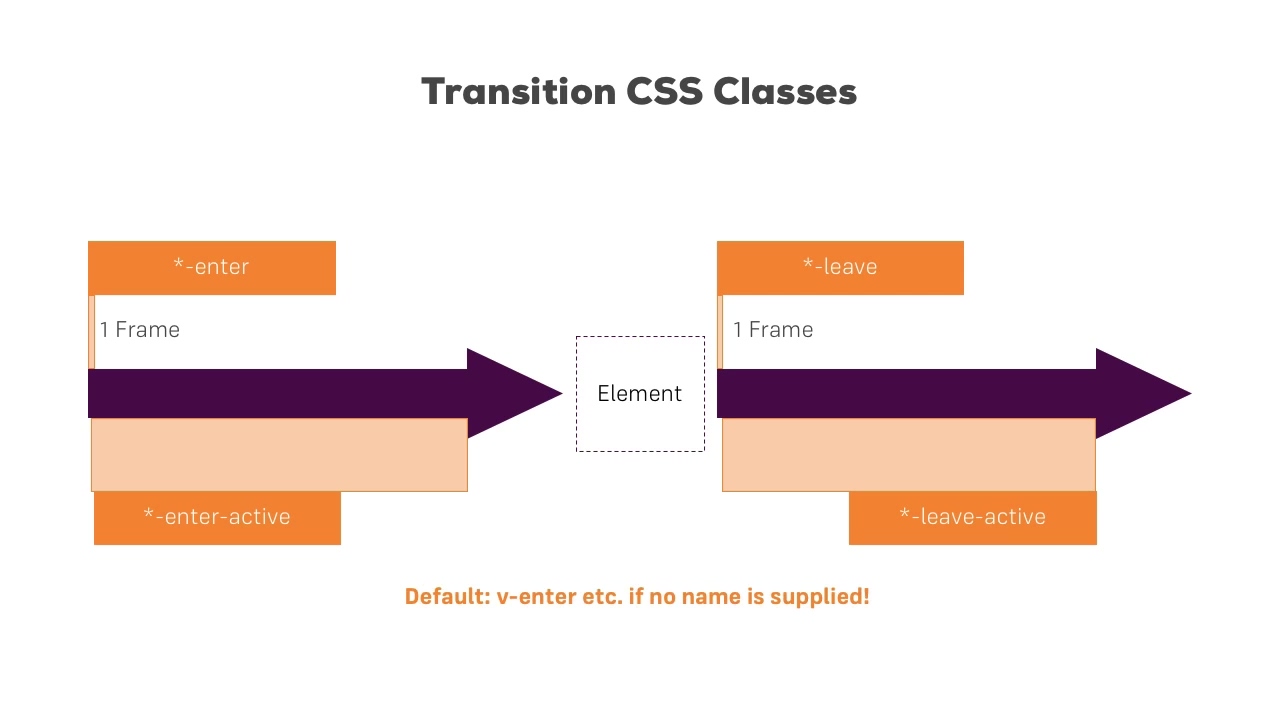 Transition CSS Classes
*-enter
*-leave
1 Frame
1 Frame
Element
*-enter-active
*-leave-active
Default: v-enter etc. if no name is supplied!